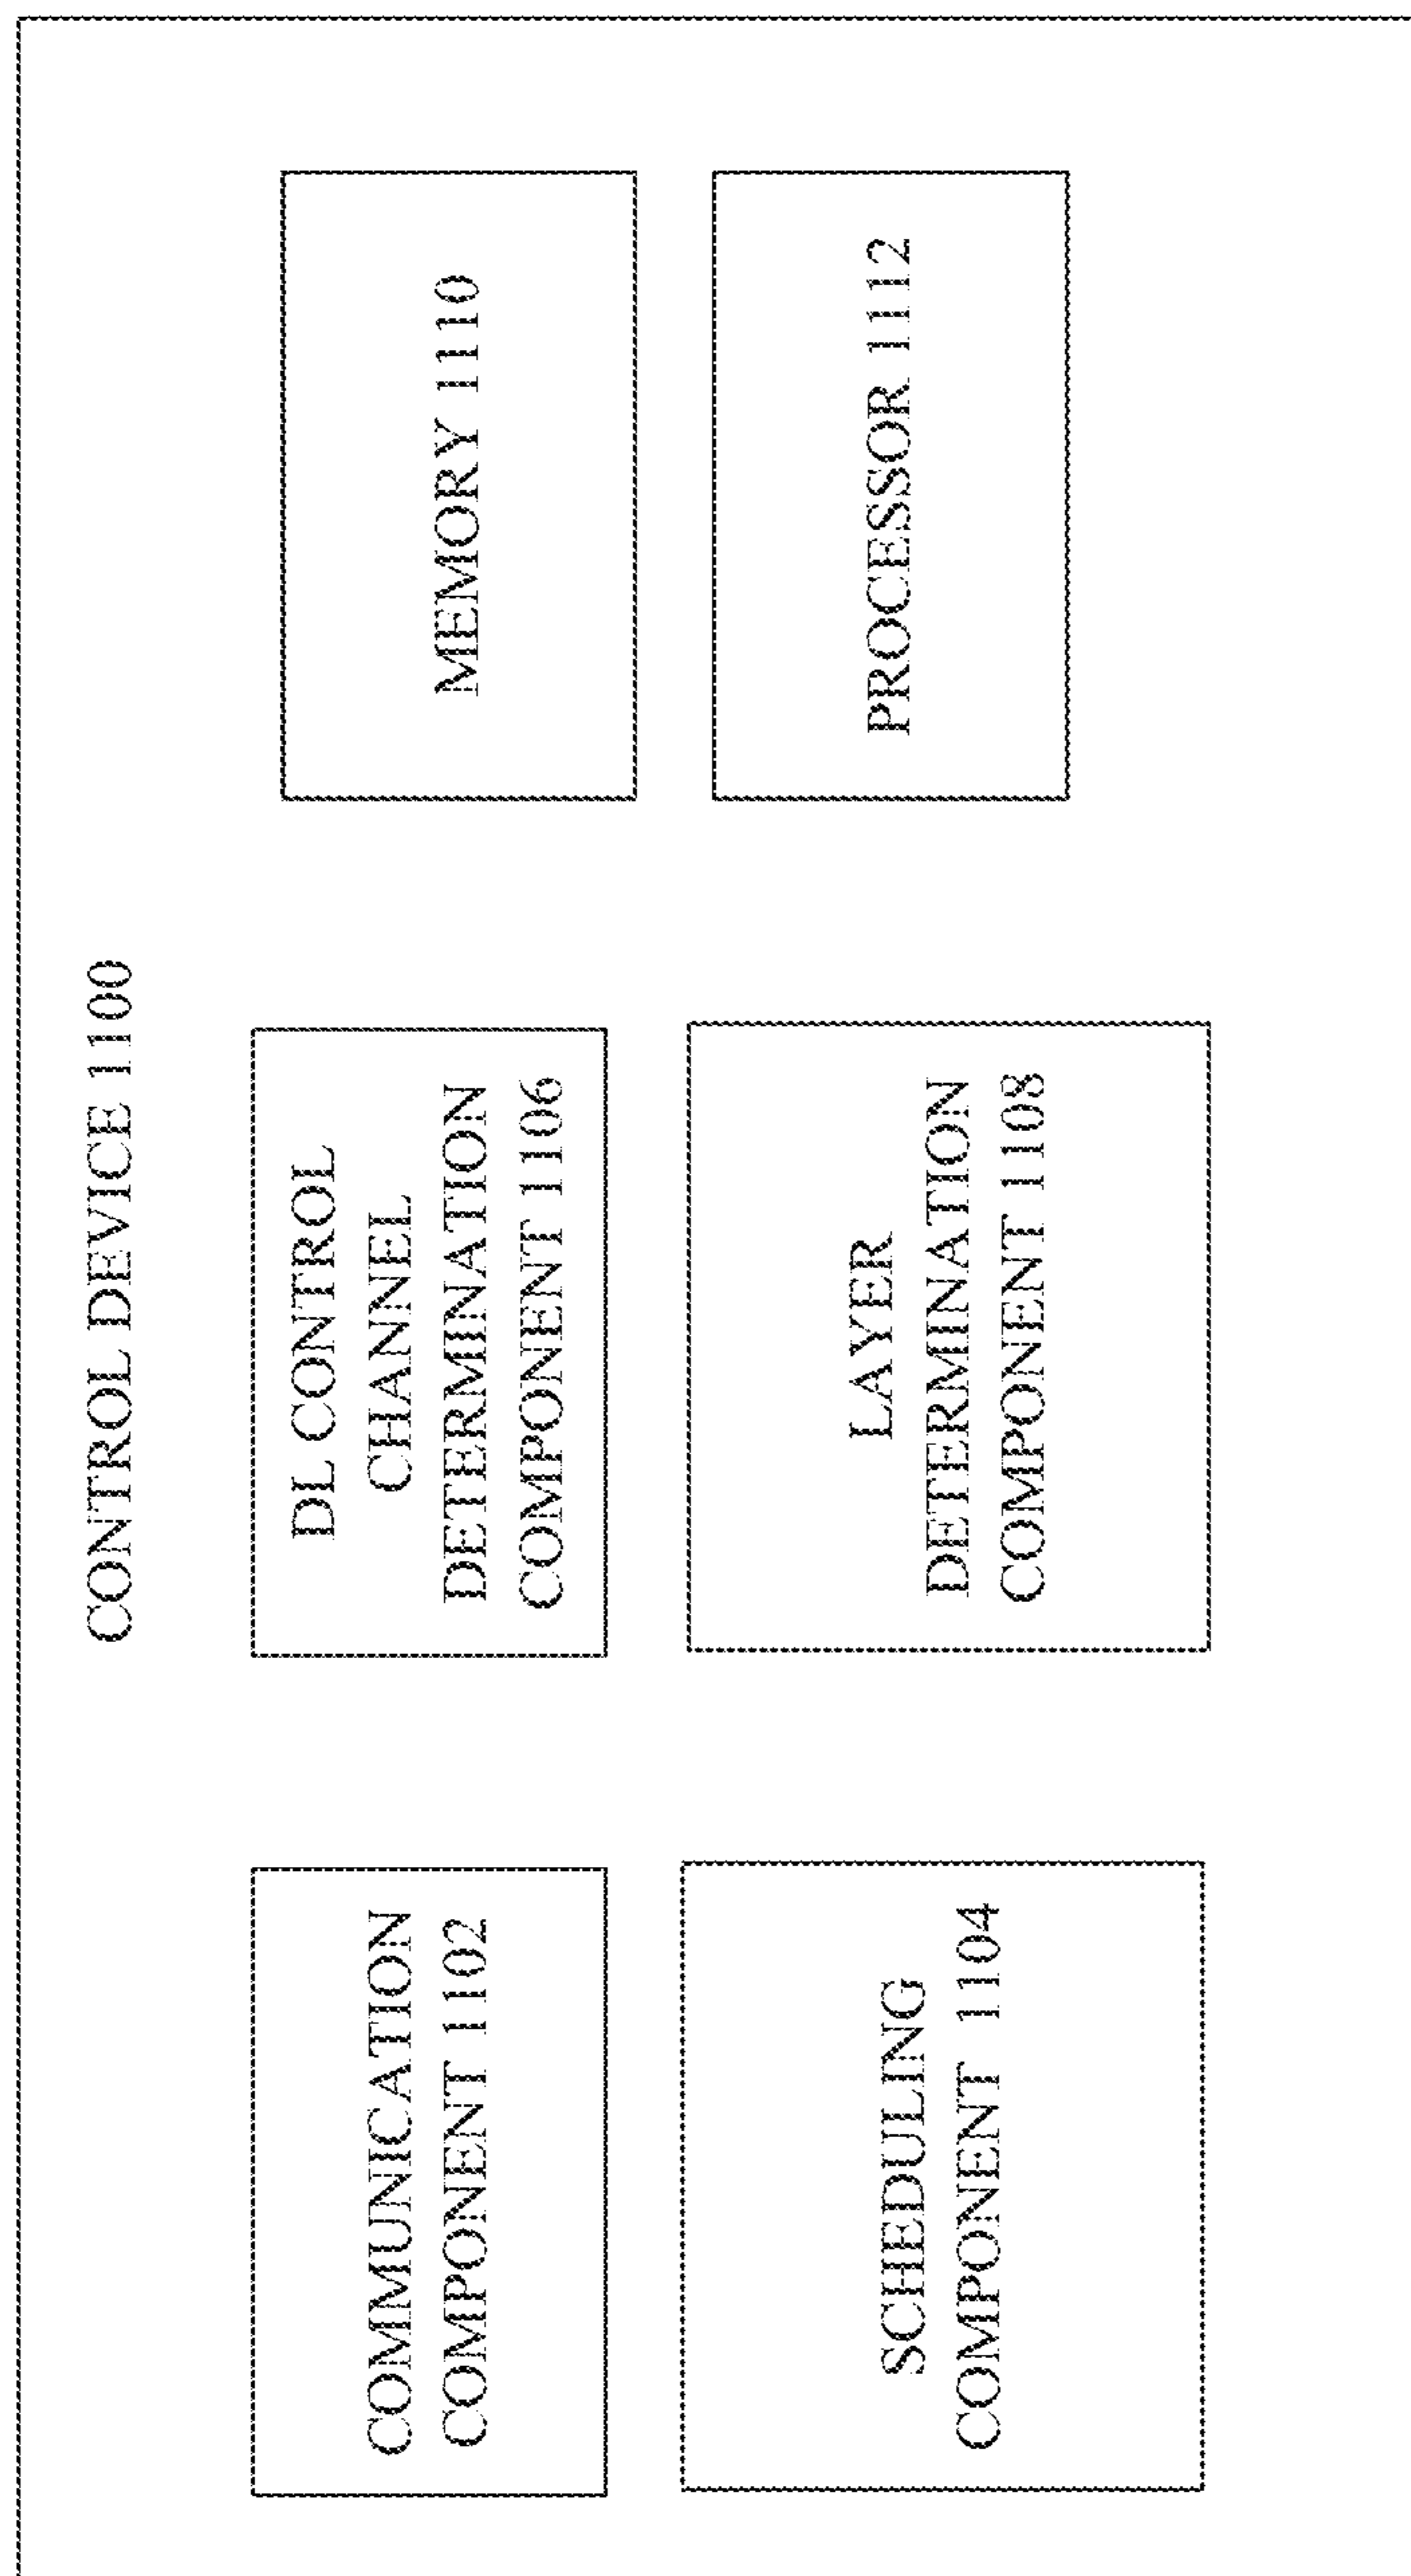 CONTROL DEVICE 1100
COMMUNICATION
COMPONENT 1102
DL CONTROL
CHANNEL
DETERMINATION
COMPONENT 1106
MEMORY 1110
SCHEDULING
COMPONENT 1104
LAYER
DETERMINATION
COMPONENT 1108
PROCESSOR 1112